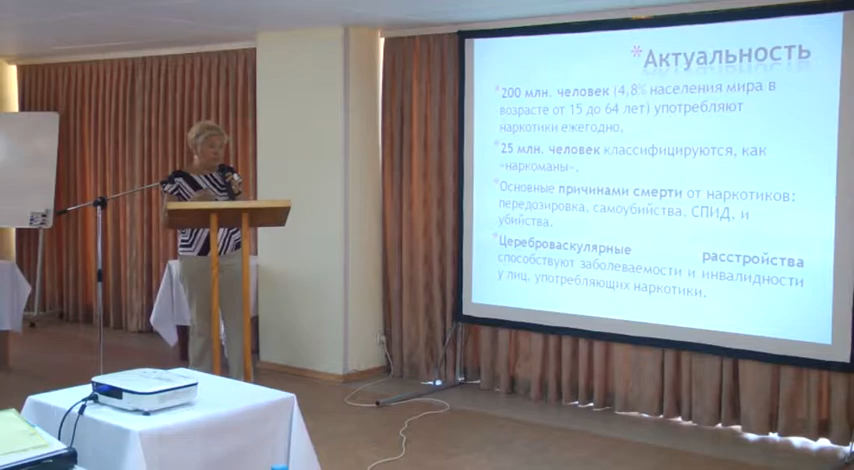 *Актуальность
*200 млн. человек (4,8% населения мира в
возрасте от 15 до 64 лет) употребляют
наркотики ежегодно.
*25 млн. человек классифицируются, как
«наркоманы».
*Основные причинами смерти от наркотиков:
передозировка, самоубийства, СПИД, и
убийства.
*Цереброваскулярные расстройства
способствуют заболеваемости и инвалидности
у лиц, употребляющих наркотики.